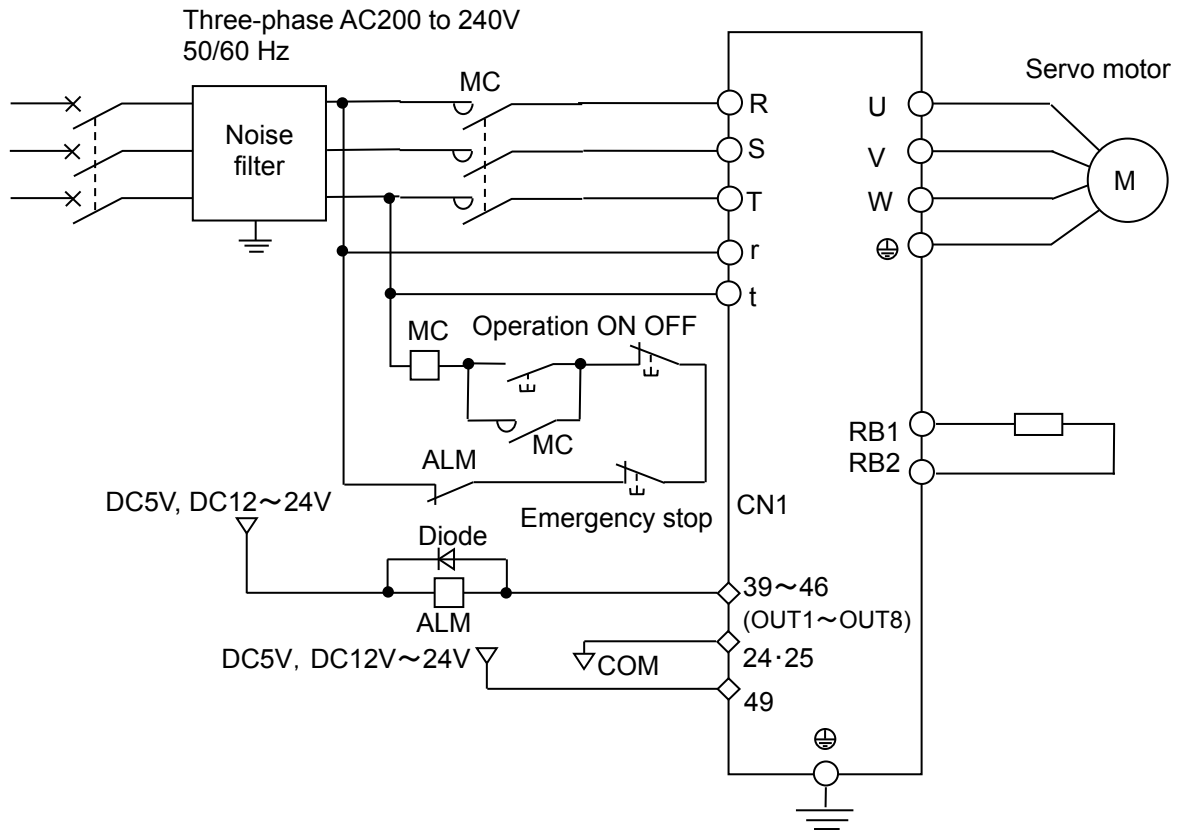 Three-phase AC200 to 240V
50/60 Hz
MC
Servo motor
Noise
filter
R
S
T
r
t
U
V
W
M
MC
Operation ON OFF
MC
ALM
Emergency stop
RB1
RB2
CN1
DC5V, DC12~24V
Diode
ALM
39~46
(OUT1~OUT8)
COM
24·25
DC5V, DC12V~24V
49